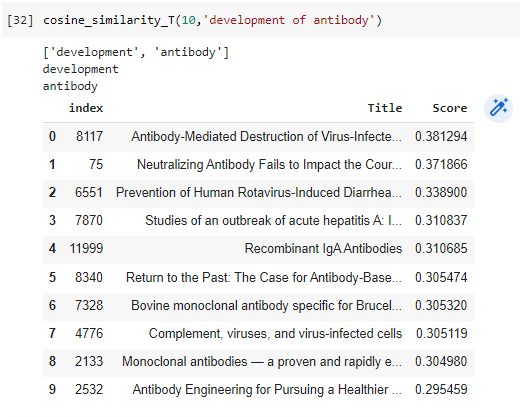 [32] cosine_similarity_T(10,'development of antibody')
['development', 'antibody']
development
antibody
index Title Score
0 8117 Antibody-Mediated Destruction of Virus-Infecte... 0.381294
1 75 Neutralizing Antibody Fails to Impact the Cour... 0.371866
2 6551 Prevention of Human Rotavirus-Induced Diarrhea... 0.338900
3 7870 Studies of an outbreak of acute hepatitis A: I... 0.310837
4 11999 Recombinant IgA Antibodies 0.310685
5 8340 Return to the Past: The Case for Antibody-Base... 0.305474
6 7328 Bovine monoclonal antibody specific for Brucel... 0.305320
7 4776 Complement, viruses, and virus-infected cells 0.305119
8 2133 Monoclonal antibodies — a proven and rapidly e... 0.304980
9 2532 Antibody Engineering for Pursuing a Healthier ... 0.295459